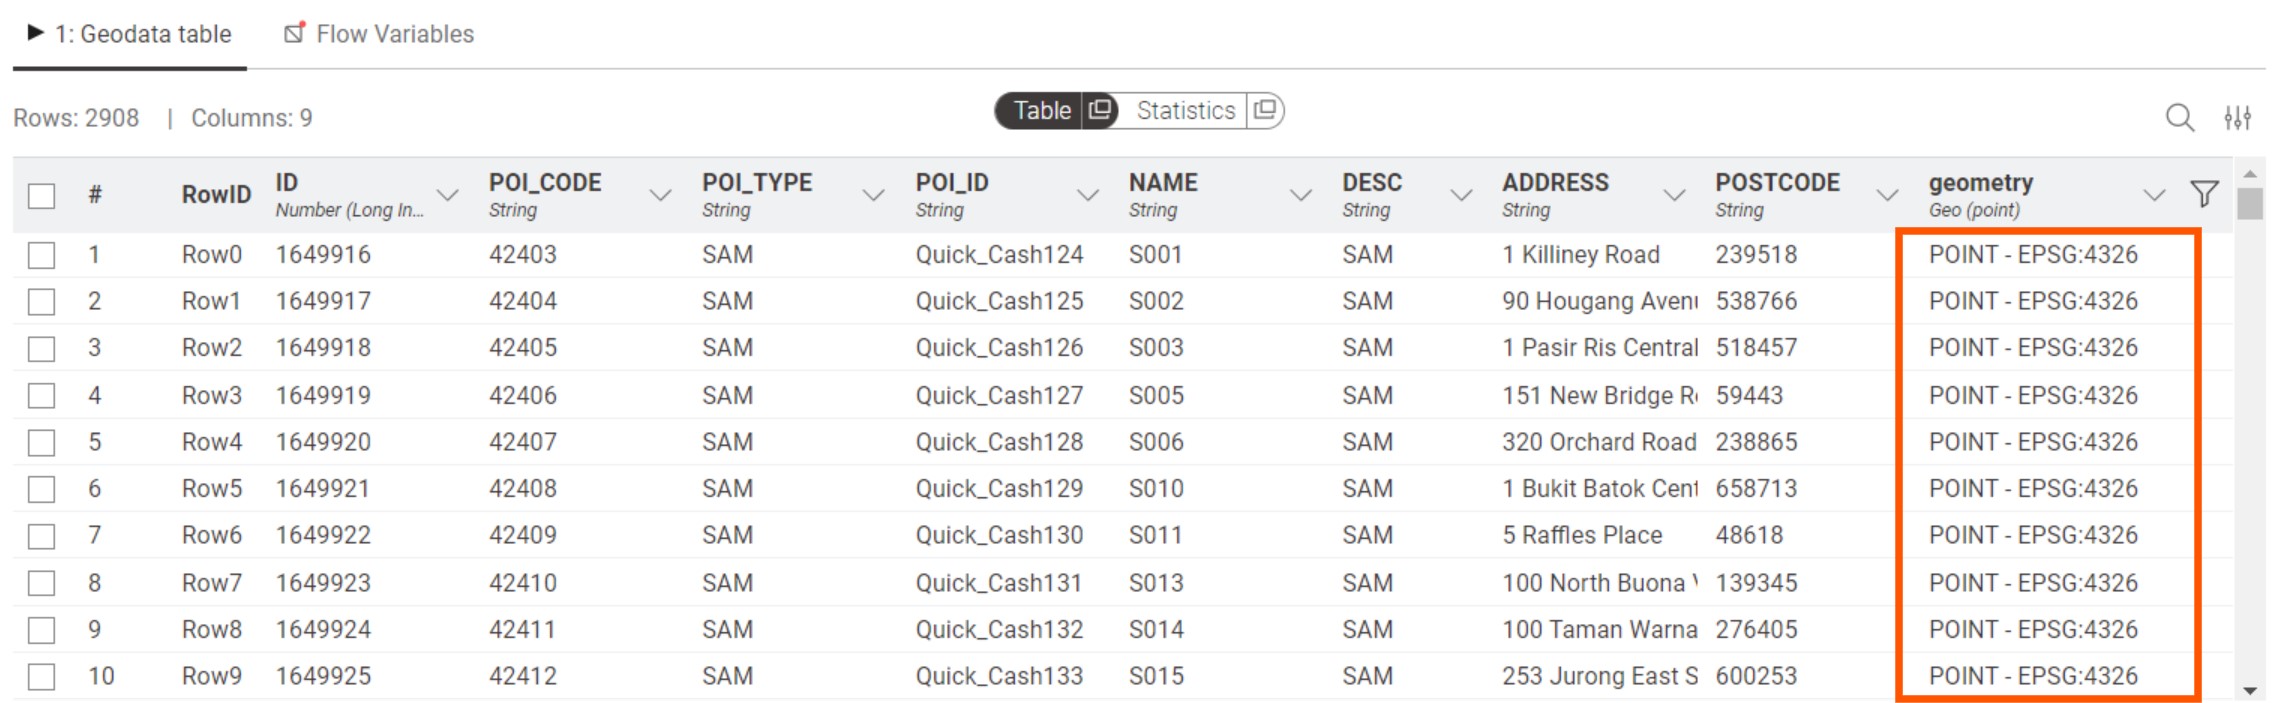 1: Geodata table Flow Variables
Rows: 2908 | Columns: 9 Table Statistics
# RowID ID POI_CODE POI_TYPE POI_ID NAME DESC ADDRESS POSTCODE geometry
Number (Long In... String String String String String String String Geo (point)
1 Row0 1649916 42403 SAM Quick_Cash124 S001 SAM 1 Killiney Road 239518 POINT - EPSG:4326
2 Row1 1649917 42404 SAM Quick_Cash125 S002 SAM 90 Hougang Avenu 538766 POINT - EPSG:4326
3 Row2 1649918 42405 SAM Quick_Cash126 S003 SAM 1 Pasir Ris Central 518457 POINT - EPSG:4326
4 Row3 1649919 42406 SAM Quick_Cash127 S005 SAM 151 New Bridge R 59443 POINT - EPSG:4326
5 Row4 1649920 42407 SAM Quick_Cash128 S006 SAM 320 Orchard Road 238865 POINT - EPSG:4326
6 Row5 1649921 42408 SAM Quick_Cash129 S010 SAM 1 Bukit Batok Cent 658713 POINT - EPSG:4326
7 Row6 1649922 42409 SAM Quick_Cash130 S011 SAM 5 Raffles Place 48618 POINT - EPSG:4326
8 Row7 1649923 42410 SAM Quick_Cash131 S013 SAM 100 North Buona 139345 POINT - EPSG:4326
9 Row8 1649924 42411 SAM Quick_Cash132 S014 SAM 100 Taman Warna 276405 POINT - EPSG:4326
10 Row9 1649925 42412 SAM Quick_Cash133 S015 SAM 253 Jurong East S 600253 POINT - EPSG:4326